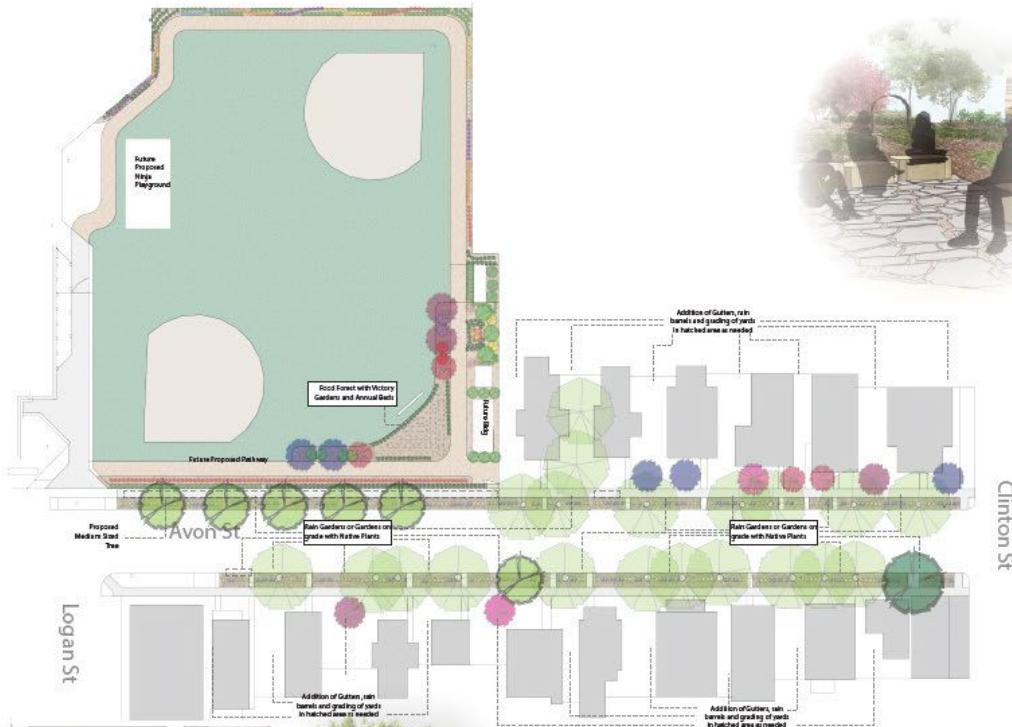 Future
Proposed
Ninja
Playground
Addition of Gutters, rain
barrels and grading of yards
in hatched area as needed
Food Forest with Victory
Gardens and Annual Beds
Future Bldg
Future Proposed Pathway
Clinton St
Proposed
Medium Sized
Tree
Avon St
Rain Gardens or Gardens on
grade with Native Plants
Rain Gardens or Gardens on
grade with Native Plants
Logan St
Addition of Gutters, rain
barrels and grading of yards
in hatched area as needed
Addition of Gutters, rain
barrels and grading of yards
in hatched area as needed